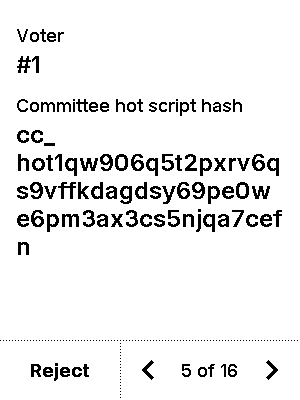 Voter
#1
Committee hot script hash
cc_
hot1qw906q5t2pxrv6q
s9vffkdagdsy69pe0w
e6pm3ax3cs5njqa7cef
n
Reject
5 of 16